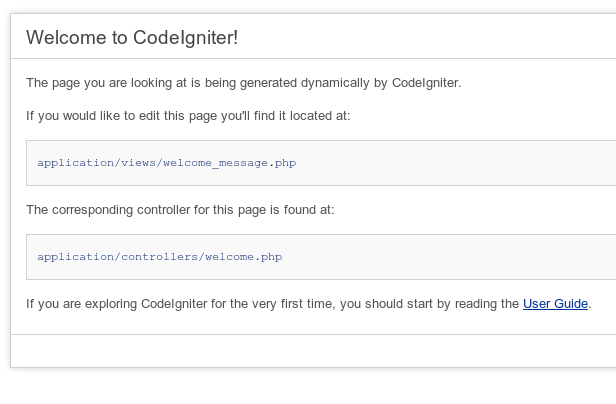 Welcome to CodeIgniter!
The page you are looking at is being generated dynamically by CodeIgniter.
If you would like to edit this page you'll find it located at:
application/views/welcome_message.php
The corresponding controller for this page is found at:
application/controllers/welcome.php
If you are exploring CodeIgniter for the very first time, you should start by reading the User Guide.